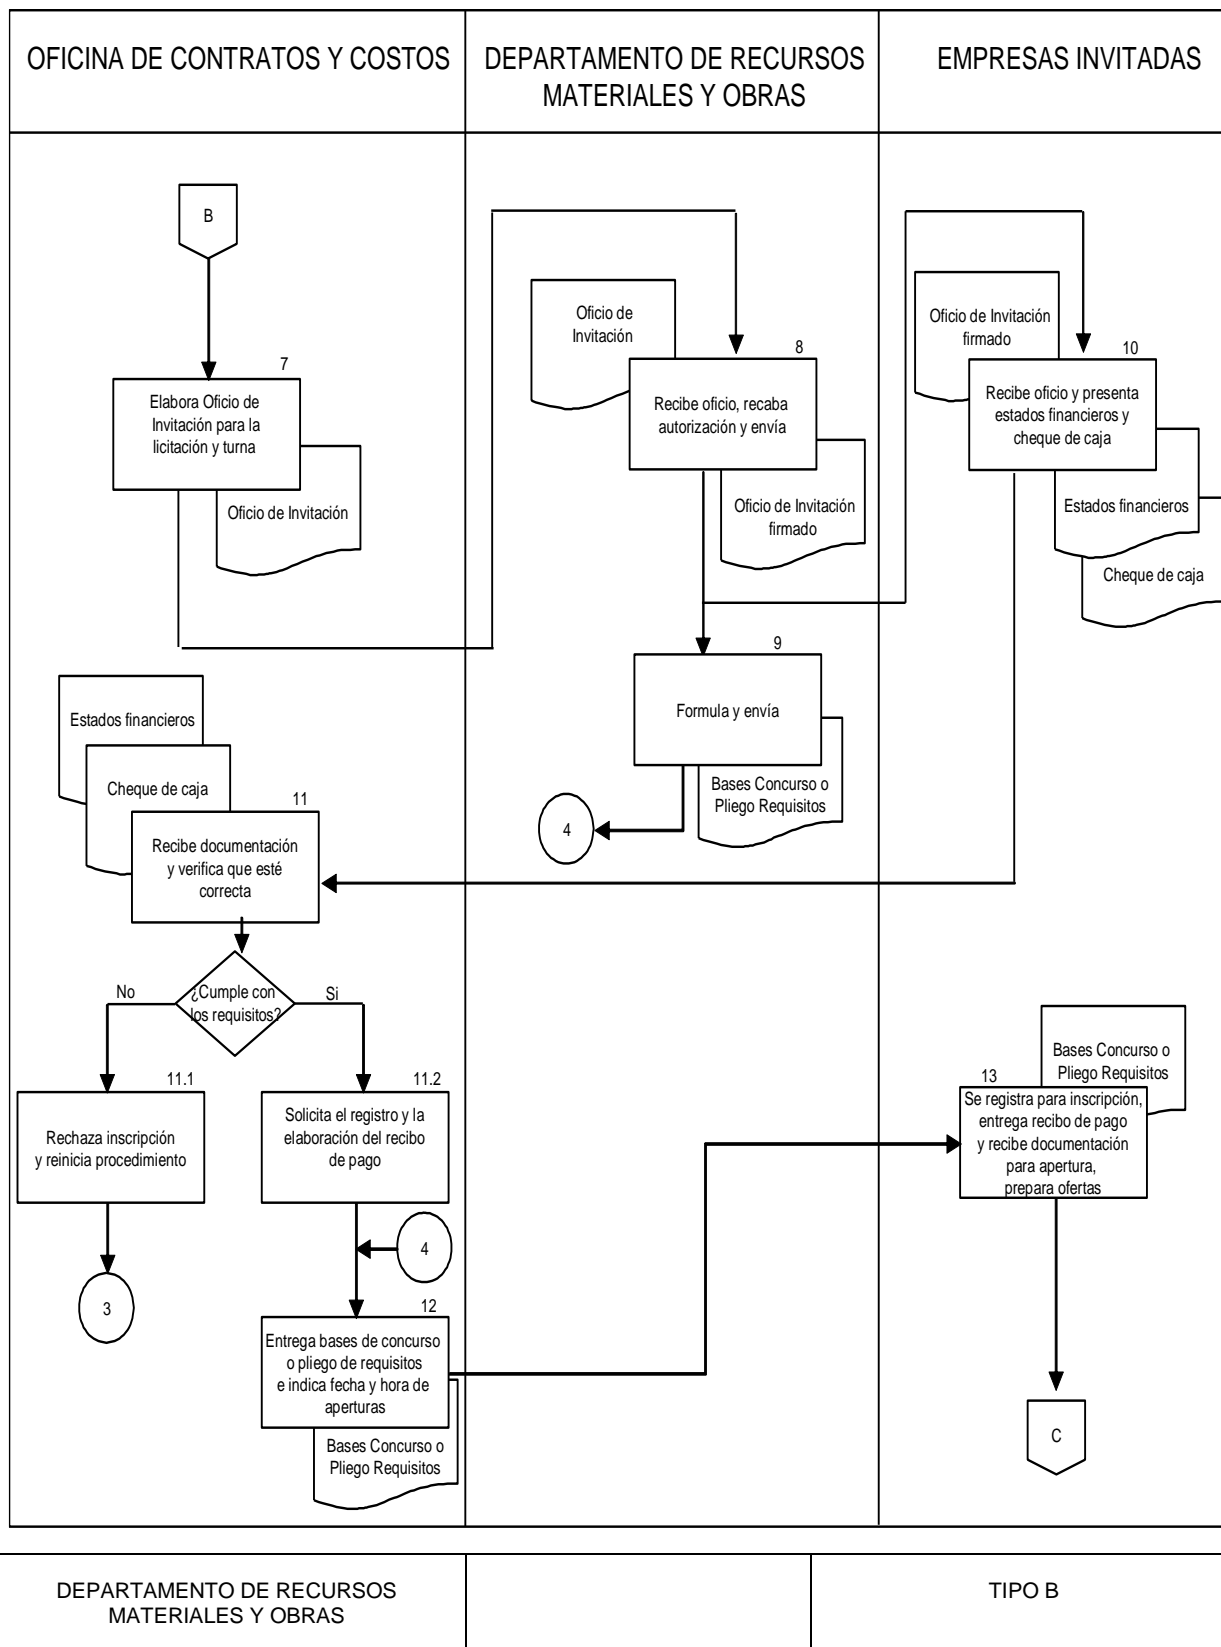 OFICINA DE CONTRATOS Y COSTOS
DEPARTAMENTO DE RECURSOS
MATERIALES Y OBRAS
EMPRESAS INVITADAS
B
7
Elabora Oficio de
Invitación para la
licitación y turna
Oficio de Invitación
Oficio de
Invitación
8
Recibe oficio, recaba
autorización y envía
Oficio de Invitación
firmado
Oficio de Invitación
firmado
10
Recibe oficio y presenta
estados financieros y
cheque de caja
Estados financieros
Cheque de caja
9
Formula y envía
Bases Concurso o
Pliego Requisitos
4
Estados financieros
Cheque de caja
11
Recibe documentación
y verifica que esté
correcta
¿Cumple con
los requisitos?
No
Si
11.1
Rechaza inscripción
y reinicia procedimiento
3
11.2
Solicita el registro y la
elaboración del recibo
de pago
4
12
Entrega bases de concurso
o pliego de requisitos
e indica fecha y hora de
aperturas
Bases Concurso o
Pliego Requisitos
Bases Concurso o
Pliego Requisitos
13
Se registra para inscripción,
entrega recibo de pago
y recibe documentación
para apertura,
prepara ofertas
C
DEPARTAMENTO DE RECURSOS
MATERIALES Y OBRAS
TIPO B